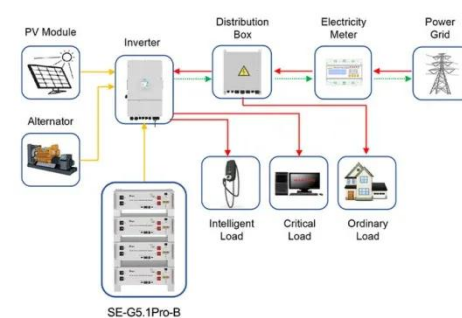 PV Module
Inverter
Distribution
Box
Electricity
Meter
Power
Grid
Alternator
Intelligent
Load
Critical
Load
Ordinary
Load
SE-G5.1Pro-B